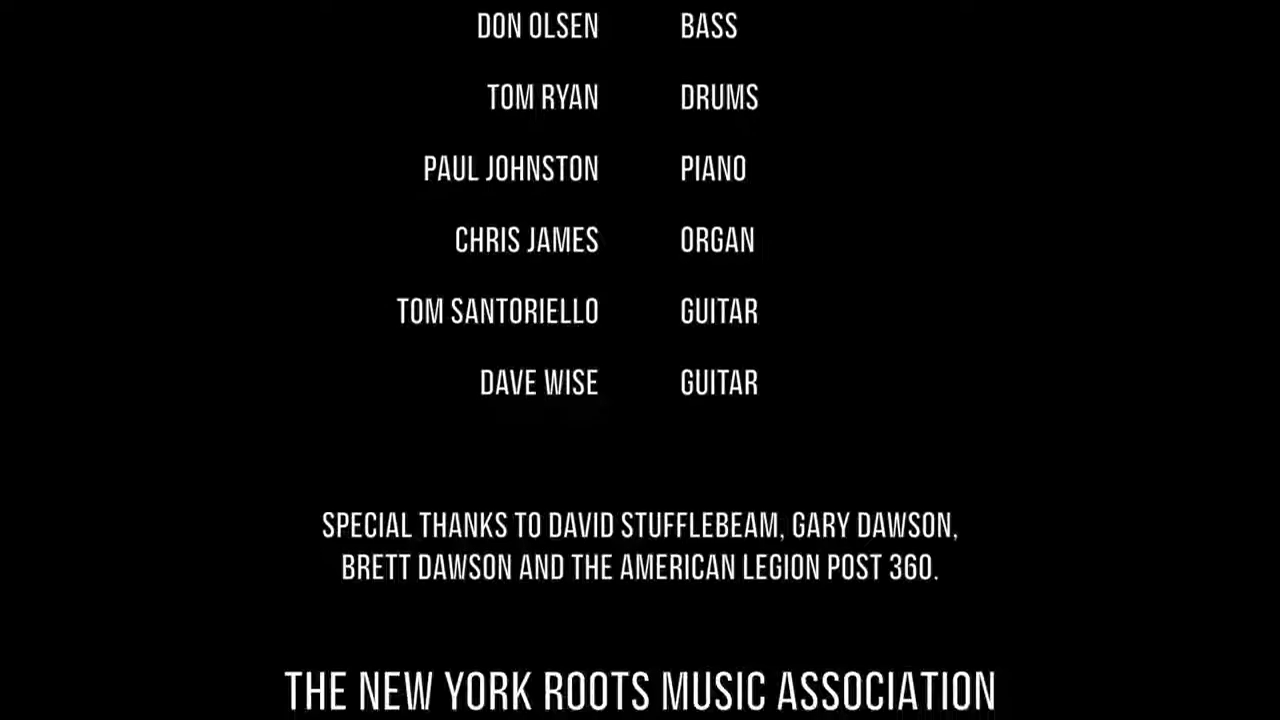 DON OLSEN BASS
TOM RYAN DRUMS
PAUL JOHNSTON PIANO
CHRIS JAMES ORGAN
TOM SANTORIELLO GUITAR
DAVE WISE GUITAR
SPECIAL THANKS TO DAVID STUFFLEBEAM, GARY DAWSON,
BRETT DAWSON AND THE AMERICAN LEGION POST 360.
THE NEW YORK ROOTS MUSIC ASSOCIATION